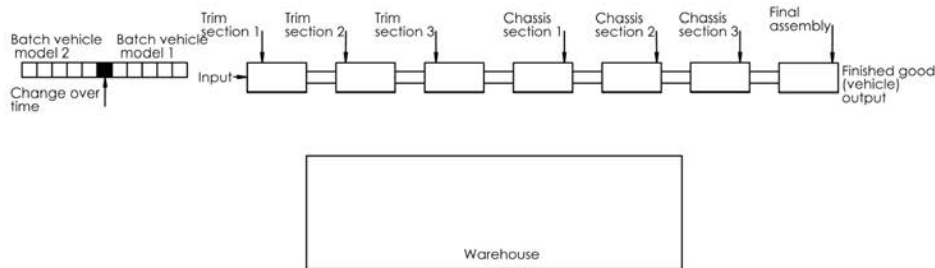 Batch vehicle
model 2
Batch vehicle
model 1
Change over
time
Input
Trim
section 1
Trim
section 2
Trim
section 3
Chassis
section 1
Chassis
section 2
Chassis
section 3
Final
assembly
Finished good
(vehicle)
output
Warehouse